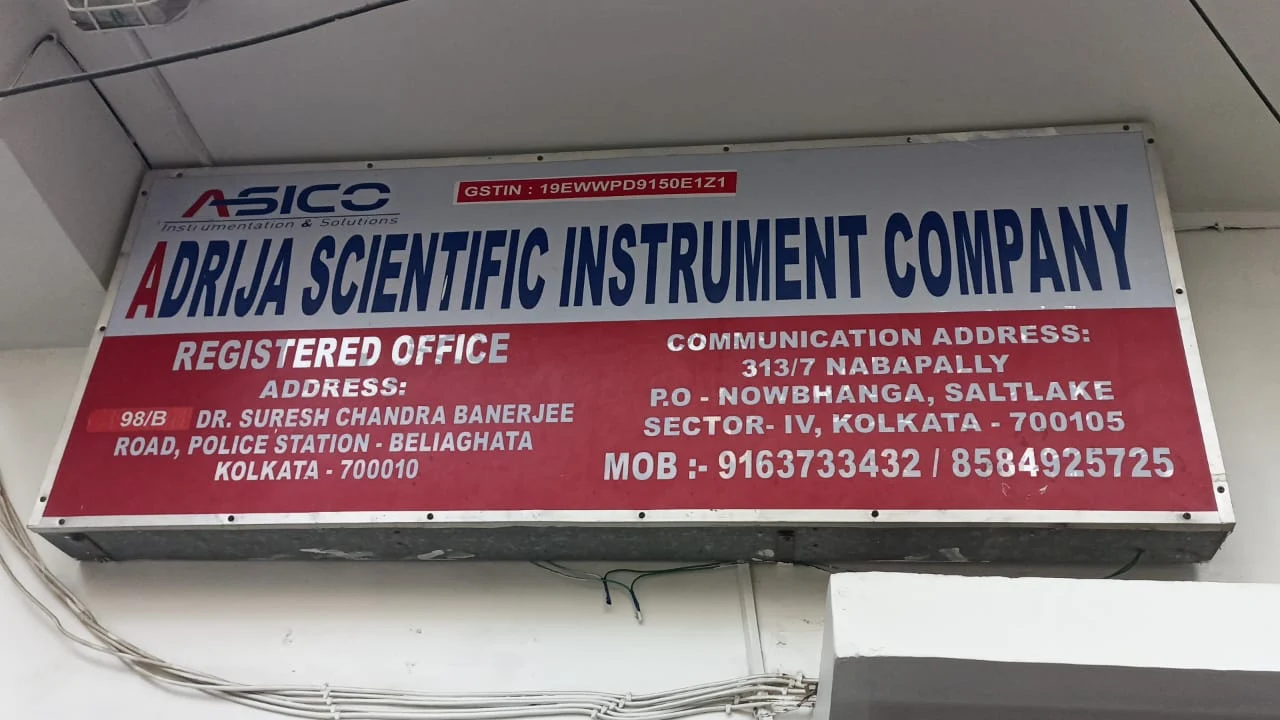 ASICO
Instrumentation & Solutions
GSTIN : 19EWWPD9150E1Z1
ADRIJA SCIENTIFIC INSTRUMENT COMPANY
REGISTERED OFFICE
ADDRESS:
98/B DR. SURESH CHANDRA BANERJEE
ROAD, POLICE STATION - BELIAGHATA
KOLKATA - 700010
COMMUNICATION ADDRESS:
313/7 NABAPALLY
P.O - NOWBHANGA, SALTLAKE
SECTOR- IV, KOLKATA - 700105
MOB :- 9163733432 / 8584925725